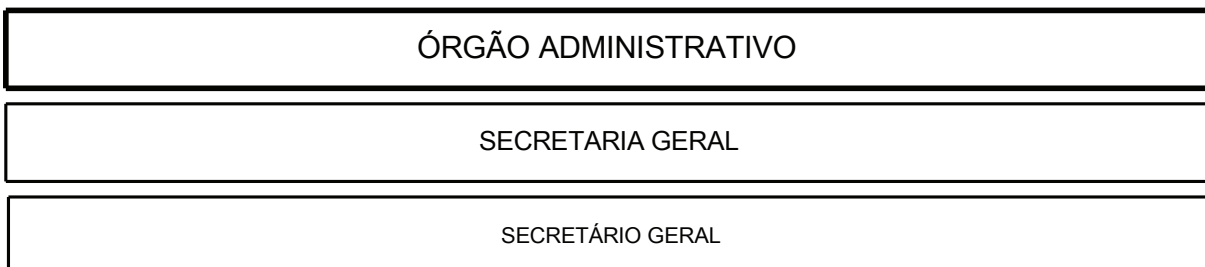 ÓRGÃO ADMINISTRATIVO
SECRETARIA GERAL
SECRETÁRIO GERAL